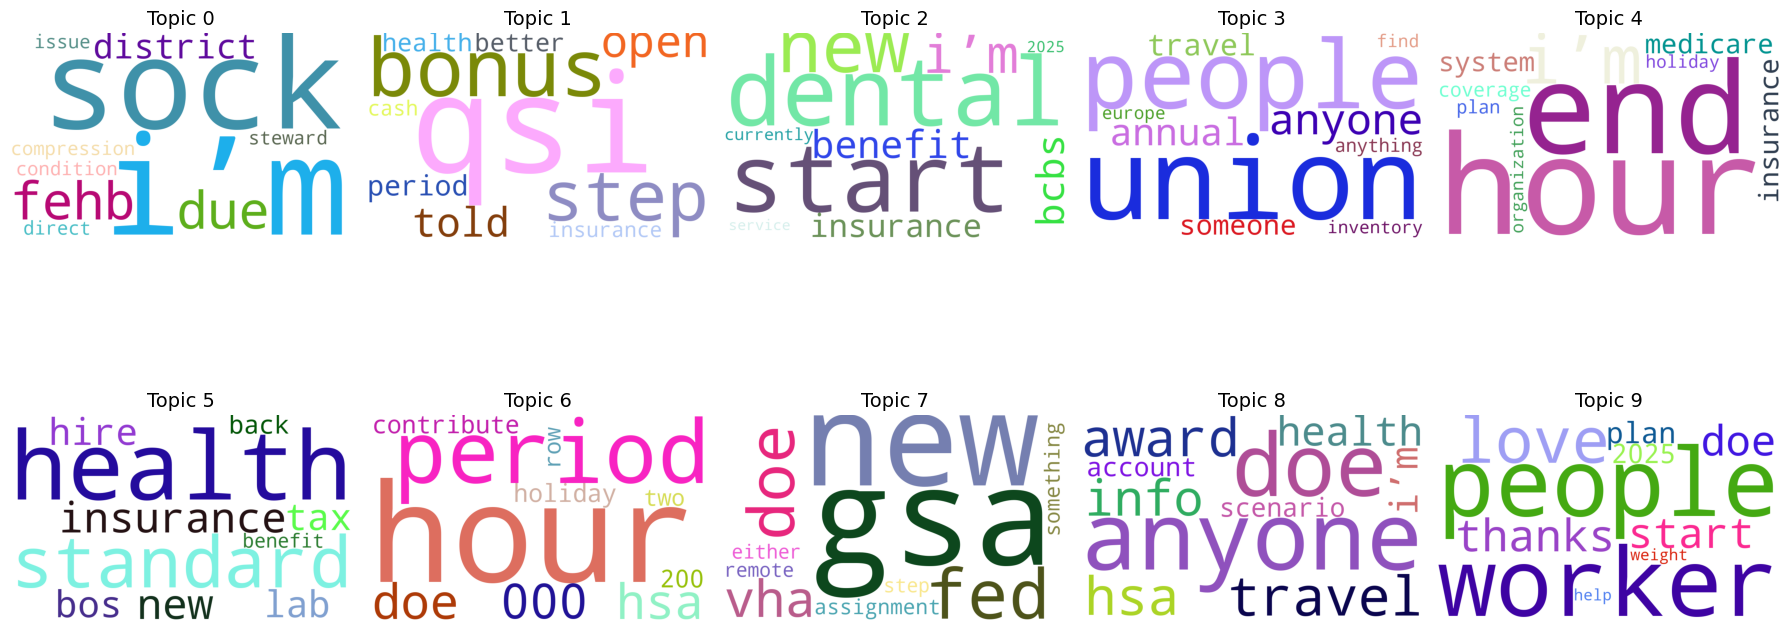 Topic 0
issue
district
sock
steward
compression
condition
i’m
fehb
due
direct
Topic 1
health
better
open
bonus
cash
qsi
period
step
told
insurance
Topic 2
new
i’m
2025
dental
currently
benefit
bcbs
start
service
insurance
Topic 3
travel
find
people
europe
annual
anyone
anything
union
someone
inventory
Topic 4
i’m
medicare
system
holiday
coverage
plan
end
insurance
organization
hour
Topic 5
hire
back
health
insurance
tax
benefit
standard
bos
new
lab
Topic 6
contribute
period
row
holiday
two
hour
200
doe
000
hsa
Topic 7
new
doe
something
gsa
either
remote
step
fed
vha
assignment
Topic 8
award
health
doe
account
i’m
info
scenario
anyone
hsa
travel
Topic 9
love
plan
doe
2025
people
thanks
start
weight
worker
help